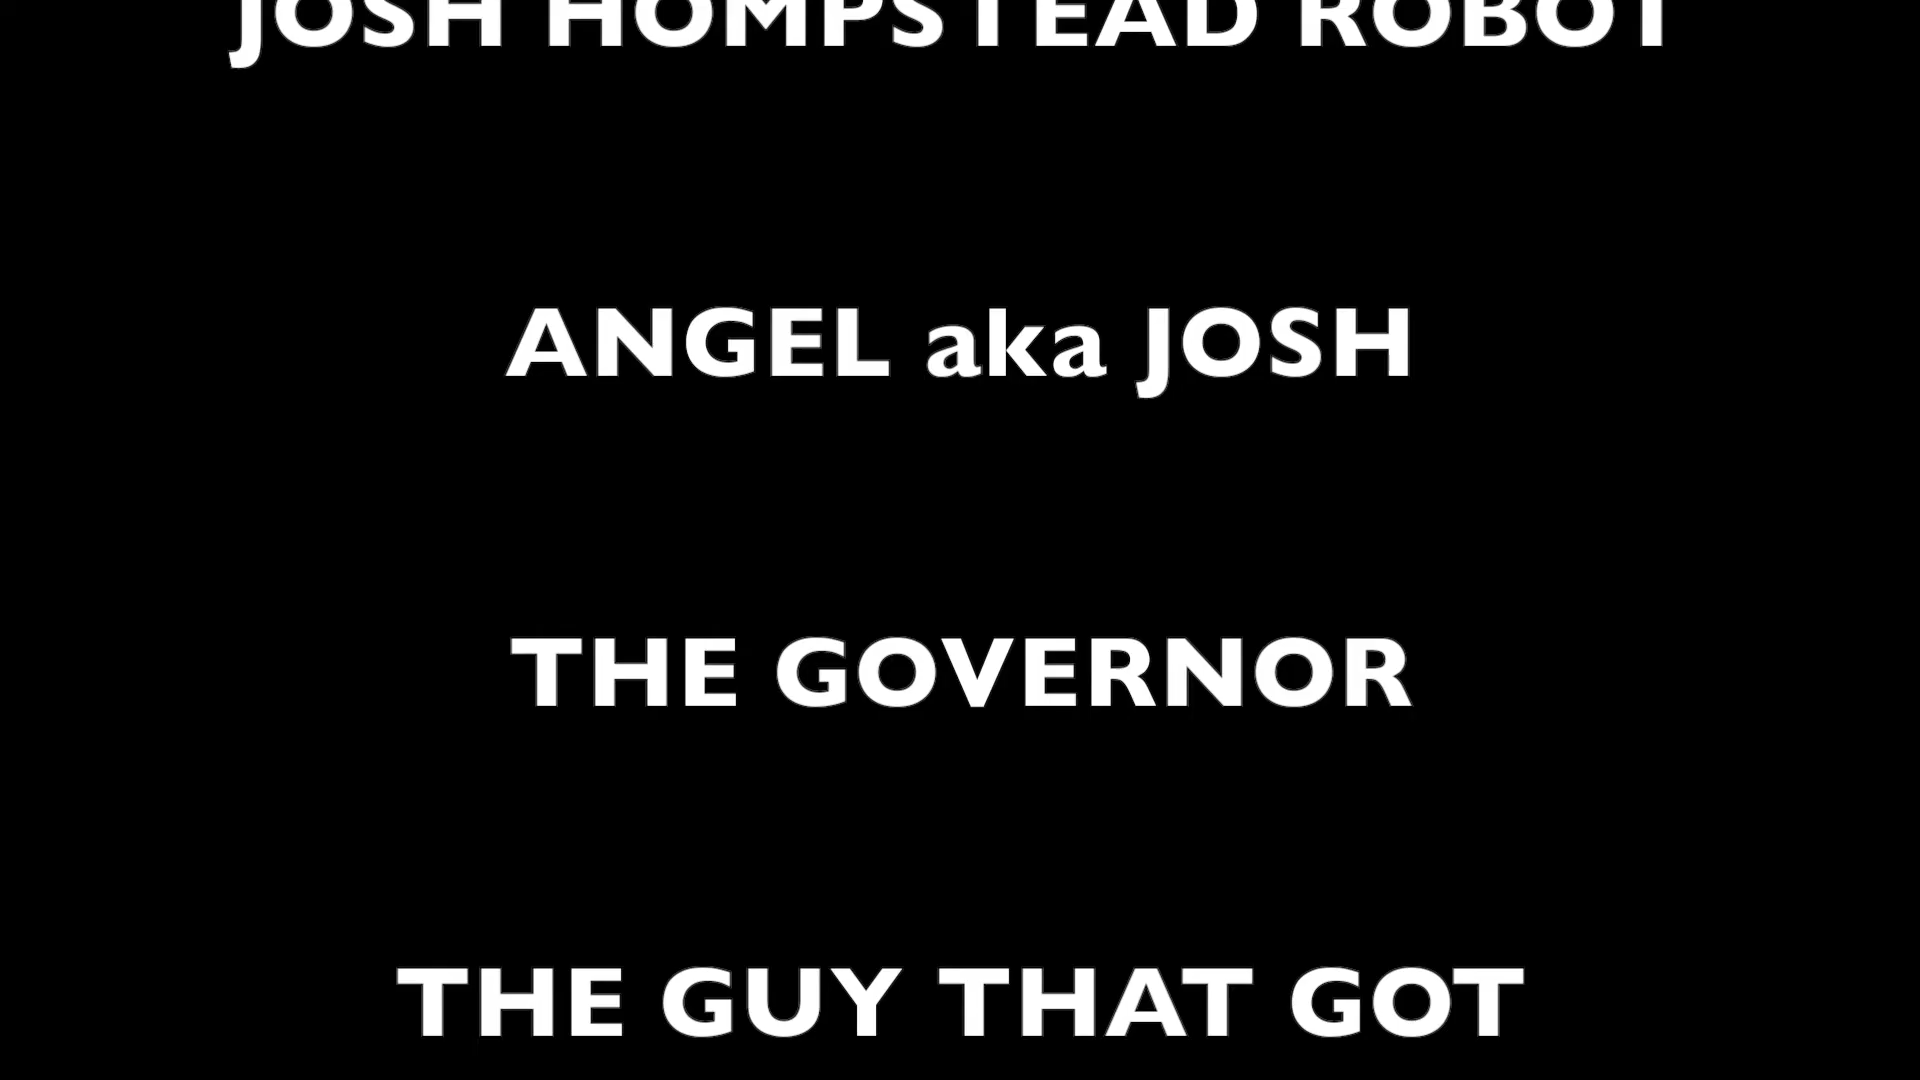 JOSH HOMPSTEAD ROBOT
ANGEL aka JOSH
THE GOVERNOR
THE GUY THAT GOT